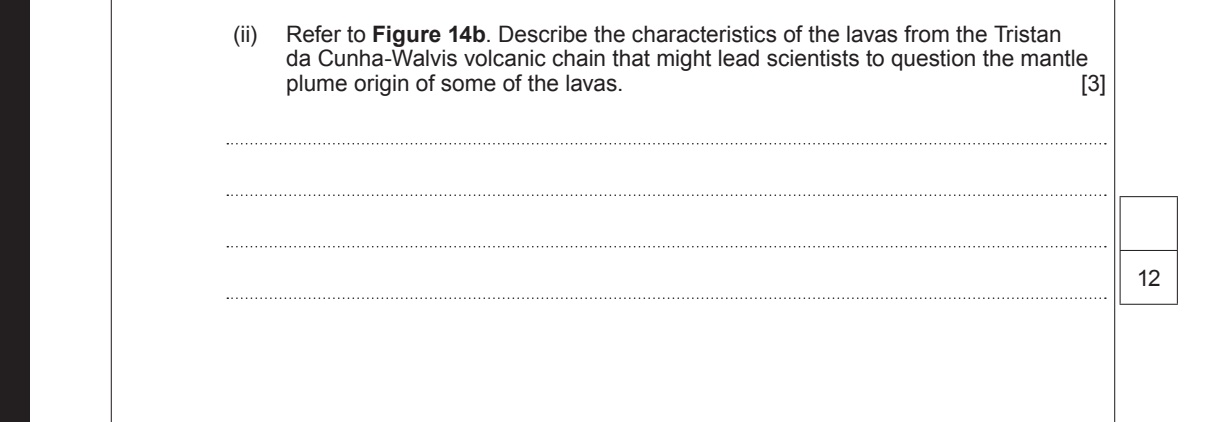 (ii) Refer to Figure 14b. Describe the characteristics of the lavas from the Tristan
da Cunha-Walvis volcanic chain that might lead scientists to question the mantle
plume origin of some of the lavas. [3]
12